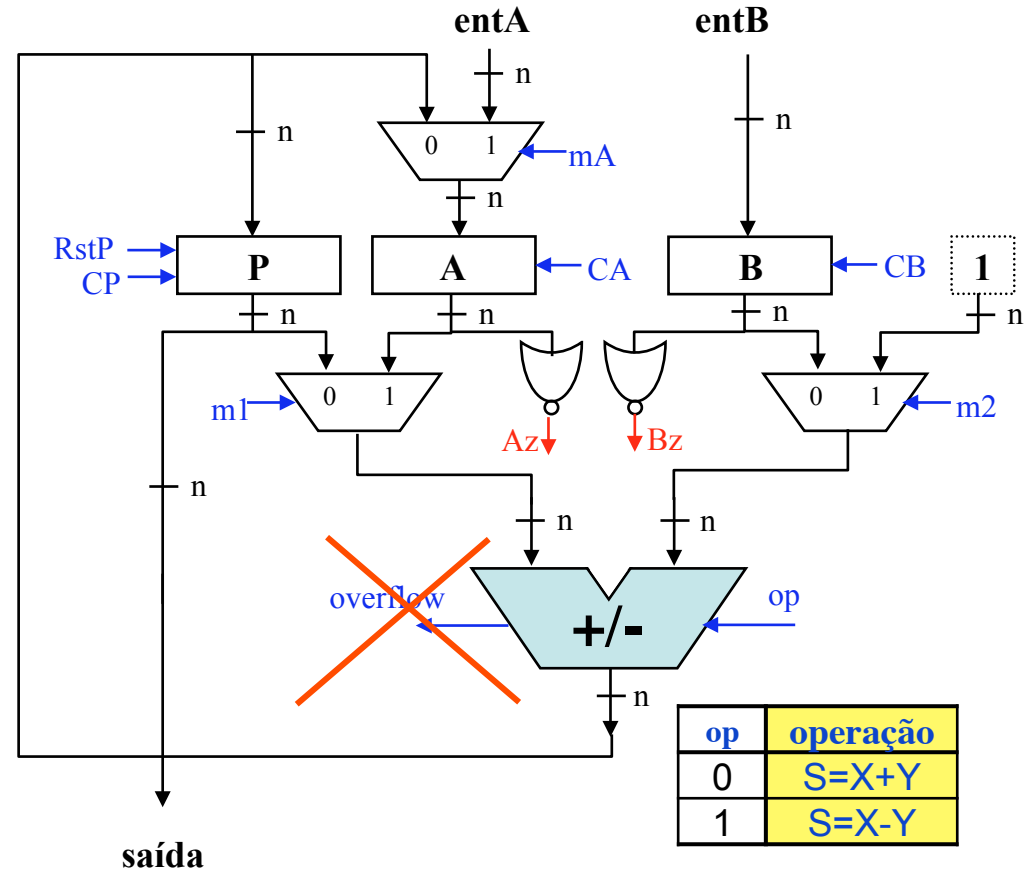 entA entB
n
n n
0 1 mA
n
RstP
CP P A CA B CB 1
n n n n
m1 0 1 0 1 m2
Az Bz
n
n n
overflow +/- op
n
op operação
0 S=X+Y
1 S=X-Y
saída